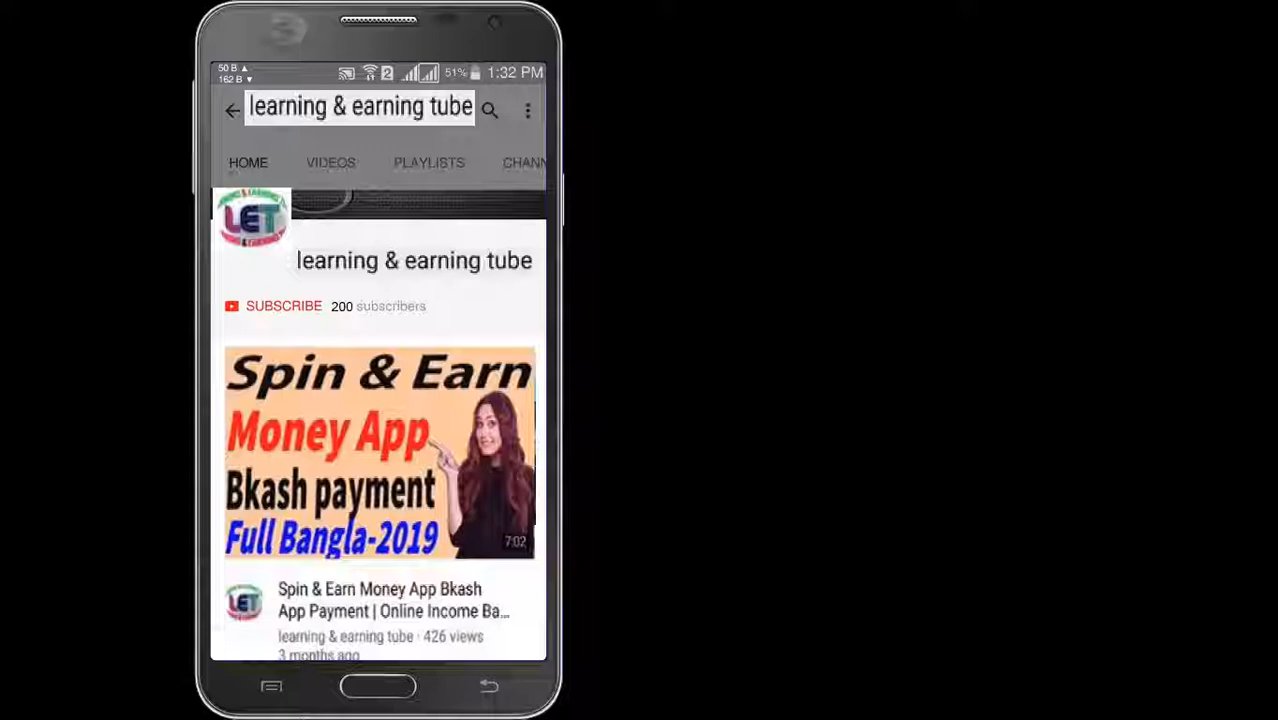 50 B
162 B
2
51%
1:32 PM
learning & earning tube
HOME VIDEOS PLAYLISTS CHANN
LET
learning & earning tube
SUBSCRIBE 200 subscribers
Spin & Earn
Money App
Bkash payment
Full Bangla-2019
7:02
LET
Spin & Earn Money App Bkash
App Payment | Online Income Ba...
learning & earning tube · 426 views
3 months ago